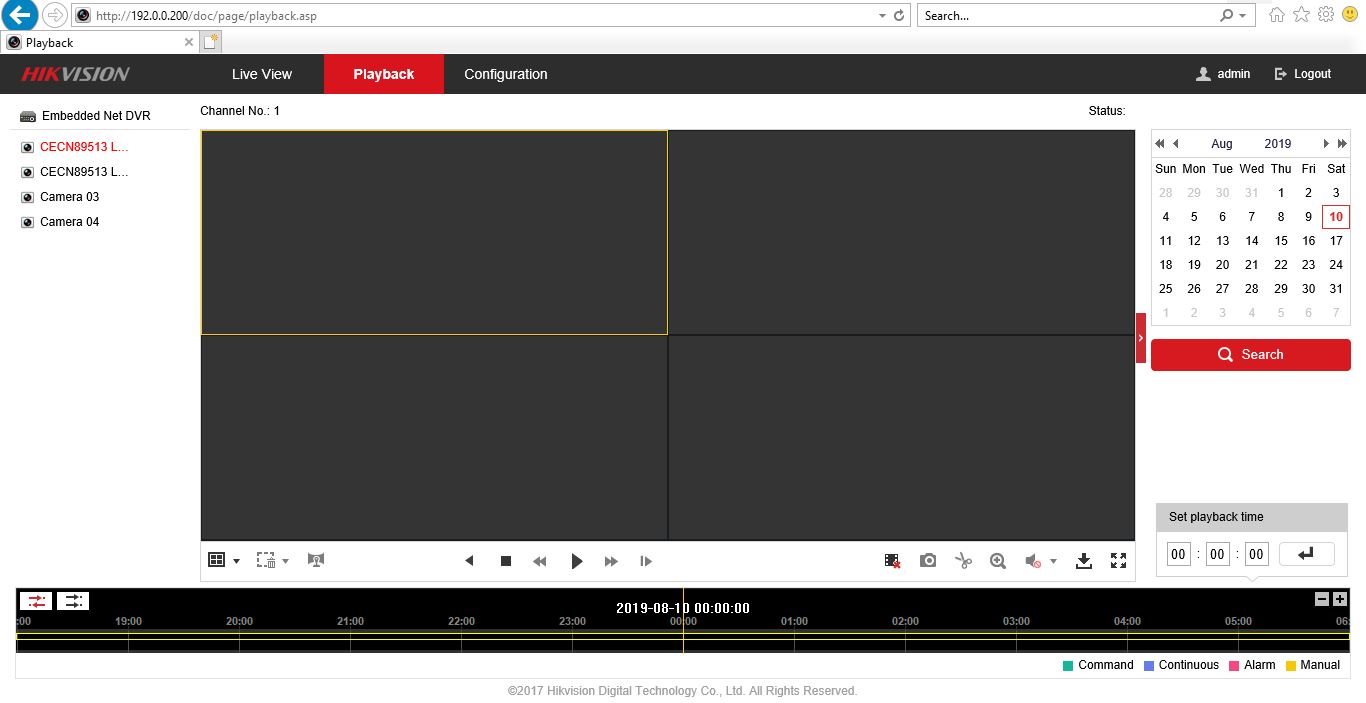 http://192.0.0.200/doc/page/playback.asp
Search...
Playback
HIKVISION
Live View
Playback
Configuration
admin
Logout
Embedded Net DVR
CECN89513 L...
CECN89513 L...
Camera 03
Camera 04
Channel No.: 1
Status:
Aug 2019
Sun Mon Tue Wed Thu Fri Sat
28 29 30 31 1 2 3
4 5 6 7 8 9 10
11 12 13 14 15 16 17
18 19 20 21 22 23 24
25 26 27 28 29 30 31
1 2 3 4 5 6 7
Search
Set playback time
00 : 00 : 00
2019-08-10 00:00:00
:00 19:00 20:00 21:00 22:00 23:00 00:00 01:00 02:00 03:00 04:00 05:00 06:
Command Continuous Alarm Manual
©2017 Hikvision Digital Technology Co., Ltd. All Rights Reserved.